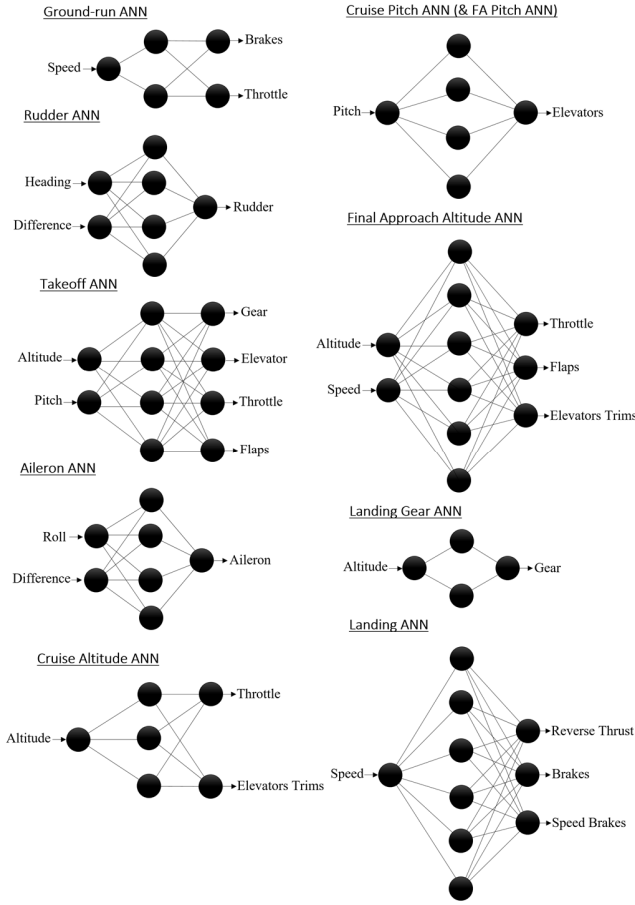 Ground-run ANN
Speed
Brakes
Throttle
Rudder ANN
Heading
Difference
Rudder
Takeoff ANN
Altitude
Pitch
Gear
Elevator
Throttle
Flaps
Aileron ANN
Roll
Difference
Aileron
Cruise Altitude ANN
Altitude
Throttle
Elevators Trims
Cruise Pitch ANN (& FA Pitch ANN)
Pitch
Elevators
Final Approach Altitude ANN
Altitude
Speed
Throttle
Flaps
Elevators Trims
Landing Gear ANN
Altitude
Gear
Landing ANN
Speed
Reverse Thrust
Brakes
Speed Brakes